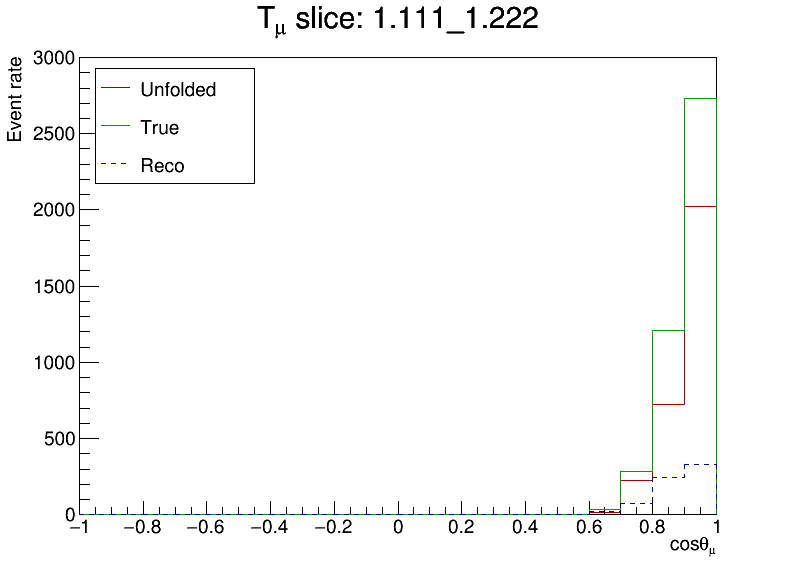 Tμ slice: 1.111_1.222
Event rate
3000
2500
2000
1500
1000
500
0
Unfolded
True
Reco
−1 −0.8 −0.6 −0.4 −0.2 0 0.2 0.4 0.6 0.8 1
cosθμ